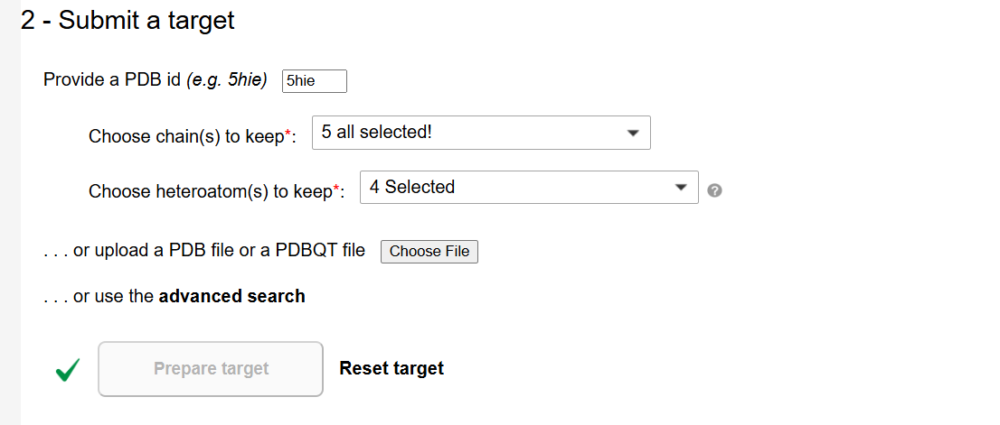 2 - Submit a target
Provide a PDB id (e.g. 5hie) 5hie
Choose chain(s) to keep*: 5 all selected!
Choose heteroatom(s) to keep*: 4 Selected ?
. . . or upload a PDB file or a PDBQT file Choose File
. . . or use the advanced search
Prepare target Reset target